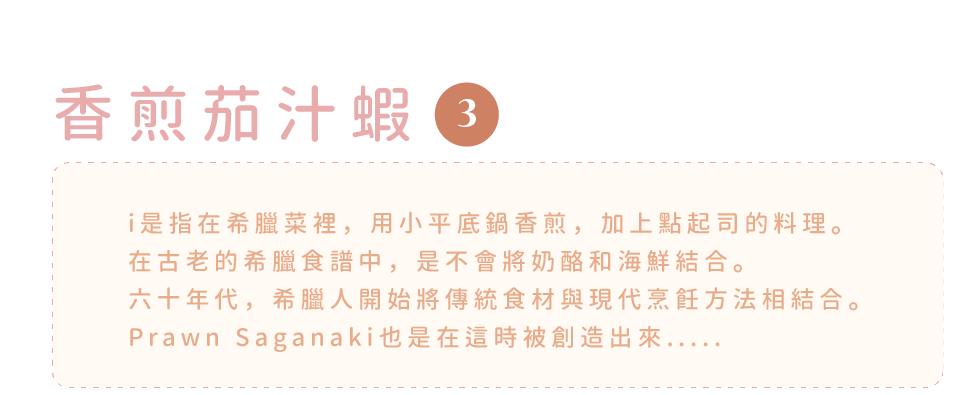 香煎茄汁蝦 3
i是指在希臘菜裡，用小平底鍋香煎，加上點起司的料理。
在古老的希臘食譜中，是不會將奶酪和海鮮結合。
六十年代，希臘人開始將傳統食材與現代烹飪方法相結合。
Prawn Saganaki也是在這時被創造出來.....